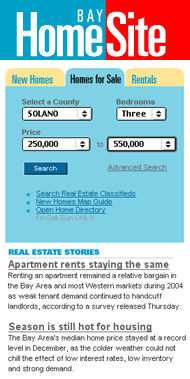 BAY
HomeSite
New Homes Homes for Sale Rentals
Select a County Bedrooms
SOLANO Three
Price
250,000 to 550,000
Search Advanced Search
Search Real Estate Classifieds
New Homes Map Guide
Open Home Directory
Fri-Sat-Sun ONLY
REAL ESTATE STORIES
Apartment rents staying the same
Renting an apartment remained a relative bargain in
the Bay Area and most Western markets during 2004
as weak tenant demand continued to handcuff
landlords, according to a survey released Thursday.
Season is still hot for housing
The Bay Area's median home price stayed at a record
level in December, as the colder weather could not
chill the effect of low interest rates, low inventory
and strong demand.